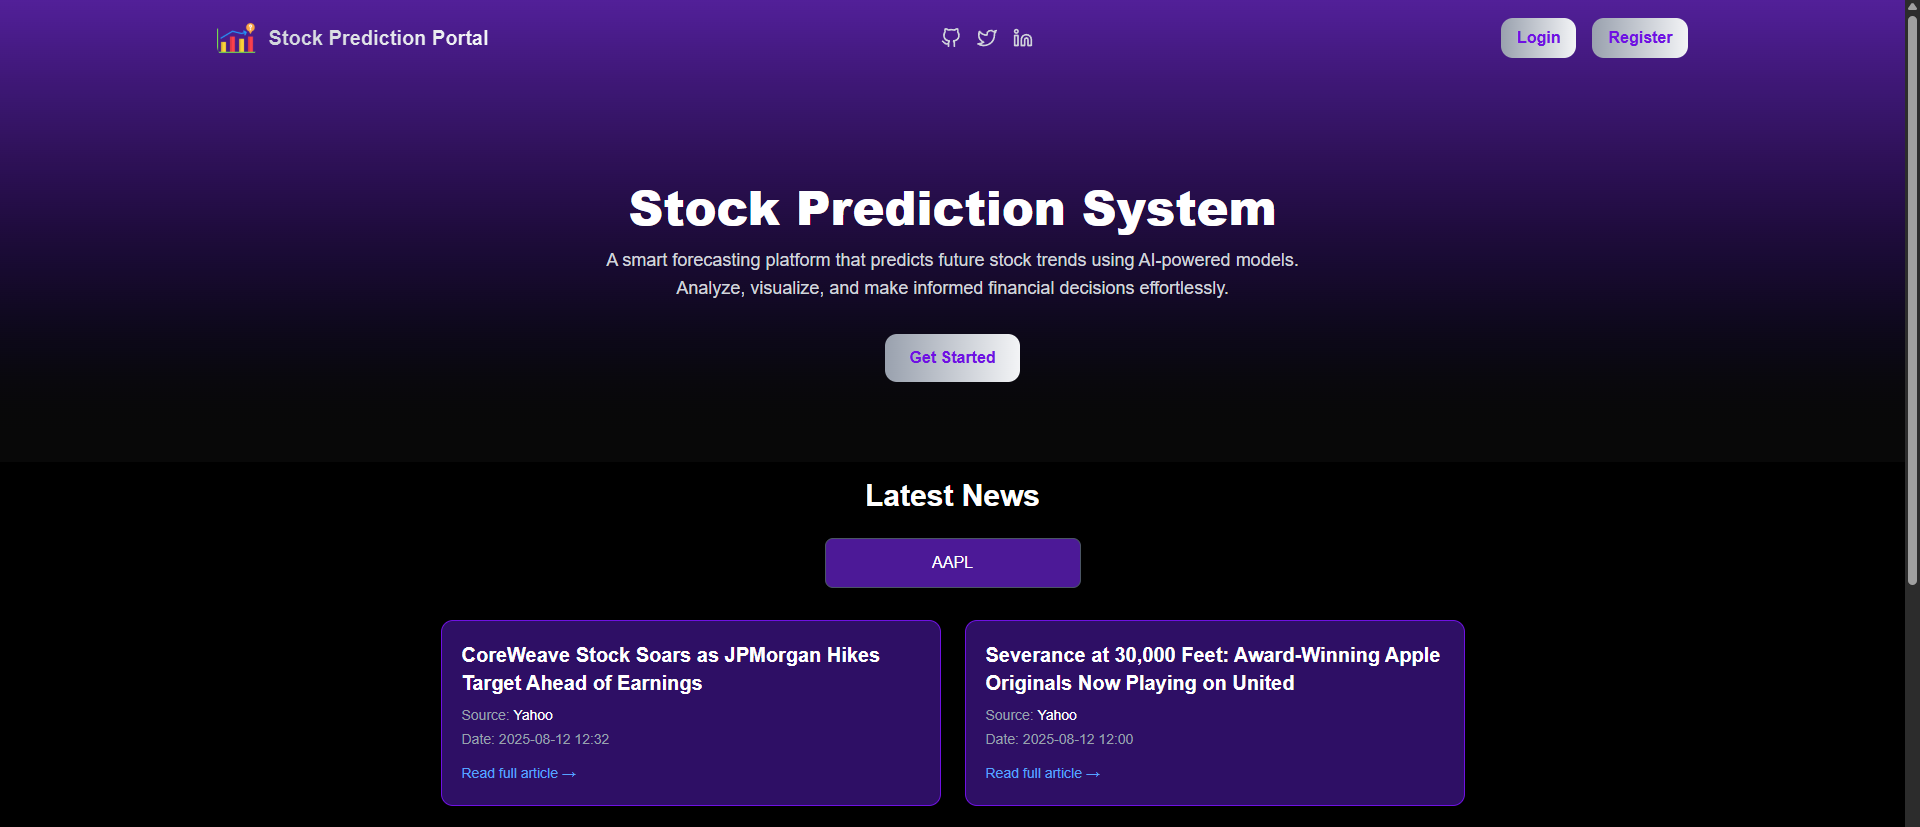 Stock Prediction Portal
Login
Register
Stock Prediction System
A smart forecasting platform that predicts future stock trends using AI-powered models.
Analyze, visualize, and make informed financial decisions effortlessly.
Get Started
Latest News
AAPL
CoreWeave Stock Soars as JPMorgan Hikes
Target Ahead of Earnings
Source: Yahoo
Date: 2025-08-12 12:32
Read full article →
Severance at 30,000 Feet: Award-Winning Apple
Originals Now Playing on United
Source: Yahoo
Date: 2025-08-12 12:00
Read full article →